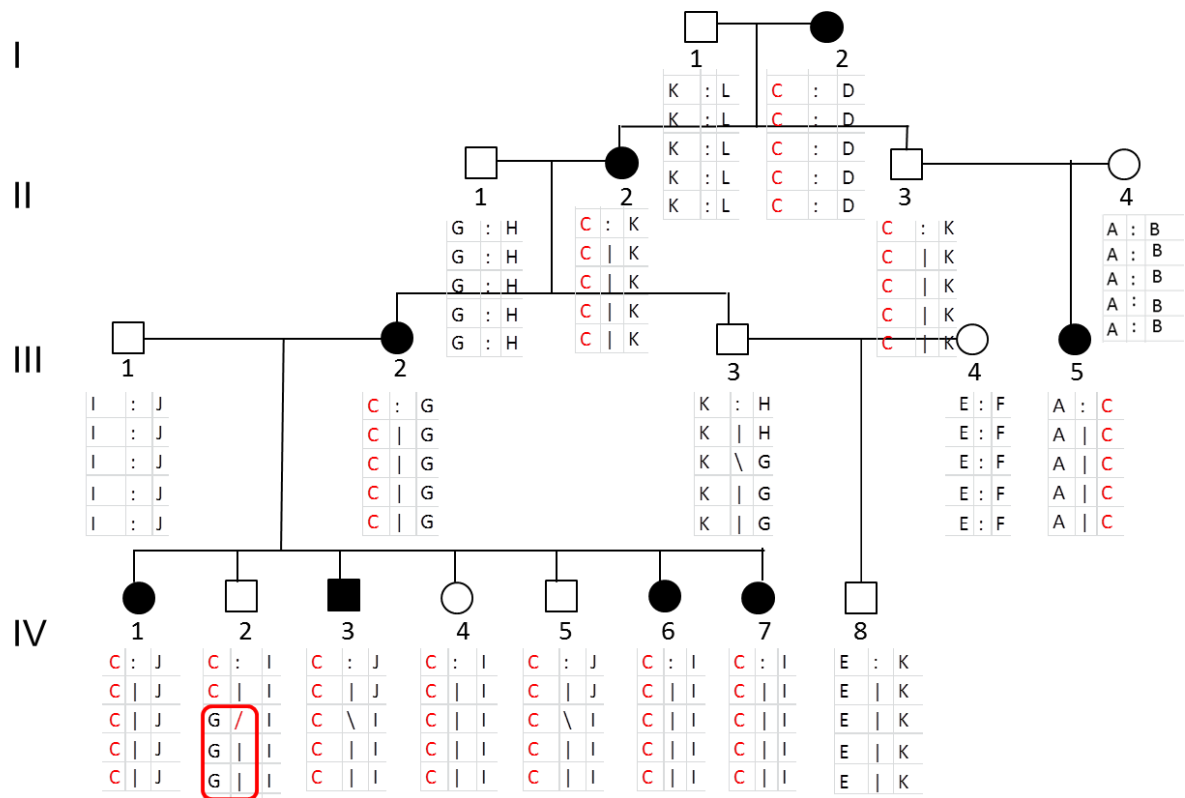 I
1
K : L
K : L
K : L
K : L
K : L
2
C : D
C : D
C : D
C : D
C : D
II
1
G : H
G : H
G : H
G : H
G : H
2
C : K
C | K
C | K
C | K
C | K
3
C : K
C | K
C | K
C | K
C | K
4
A : B
A : B
A : B
A : B
A : B
III
1
I : J
I : J
I : J
I : J
I : J
2
C : G
C | G
C | G
C | G
C | G
3
K : H
K | H
K \ G
K | G
K | G
4
E : F
E : F
E : F
E : F
E : F
5
A : C
A | C
A | C
A | C
A | C
IV
1
C : J
C | J
C | J
C | J
C | J
2
C : I
C | I
G / I
G | I
G | I
3
C : J
C | J
C \ I
C | I
C | I
4
C : I
C | I
C | I
C | I
C | I
5
C : J
C | J
C \ I
C | I
C | I
6
C : I
C | I
C | I
C | I
C | I
7
C : I
C | I
C | I
C | I
C | I
8
E : K
E | K
E | K
E | K
E | K